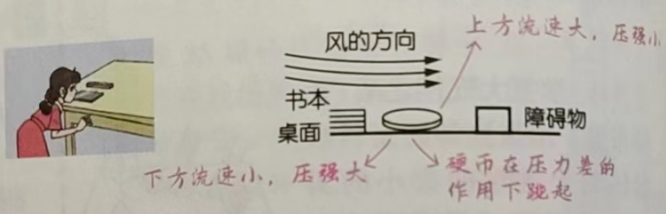 上方流速大，压强小
风的方向
书本
桌面
障碍物
下方流速小，压强大
硬币在压力差的
作用下跳起